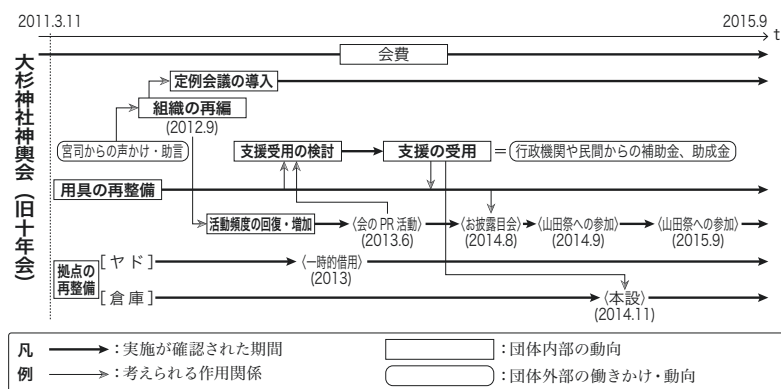 2011.3.11
2015.9
t
大杉神社神輿会（旧十年会）
会費
定例会議の導入
組織の再編
(2012.9)
宮司からの声かけ・助言
支援受用の検討
支援の受用
＝
行政機関や民間からの補助金、助成金
用具の再整備
活動頻度の回復・増加
〈会のPR活動〉
(2013.6)
〈お披露目会〉
(2014.8)
〈山田祭への参加〉
(2014.9)
〈山田祭への参加〉
(2015.9)
拠点の
再整備
［ヤド］
〈一時的借用〉
(2013)
［倉庫］
〈本設〉
(2014.11)
凡
例
：実施が確認された期間
：考えられる作用関係
：団体内部の動向
：団体外部の働きかけ・動向